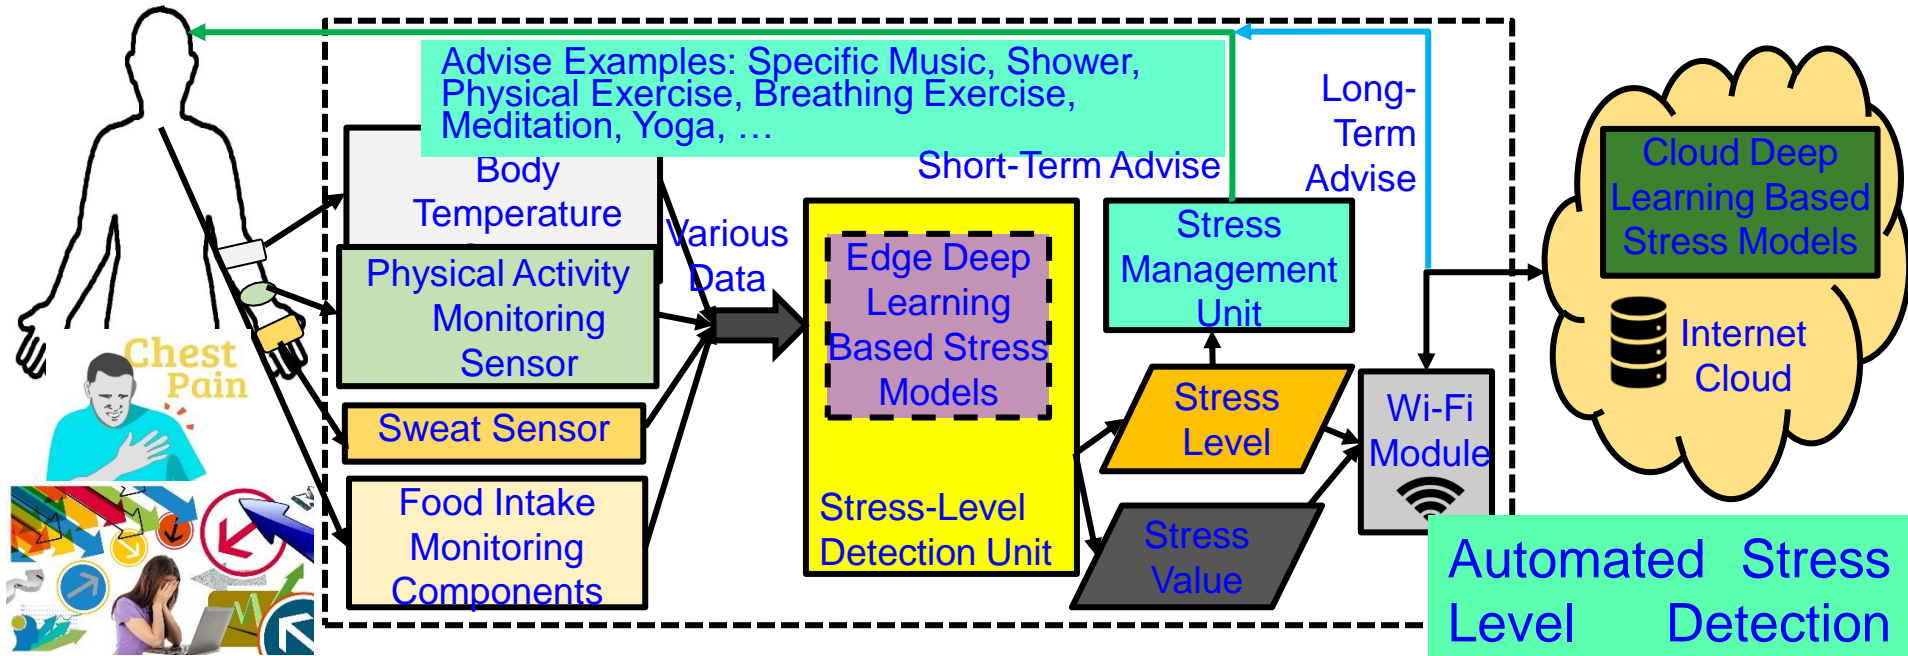 Advise Examples: Specific Music, Shower,
Physical Exercise, Breathing Exercise,
Meditation, Yoga, …
Short-Term Advise
Long-
Term
Advise
Body
Temperature
Physical Activity
Monitoring
Sensor
Sweat Sensor
Food Intake
Monitoring
Components
Various
Data
Edge Deep
Learning
Based Stress
Models
Stress-Level
Detection Unit
Stress
Management
Unit
Stress
Level
Stress
Value
Wi-Fi
Module
Cloud Deep
Learning Based
Stress Models
Internet
Cloud
Chest
Pain
Automated Stress
Level Detection